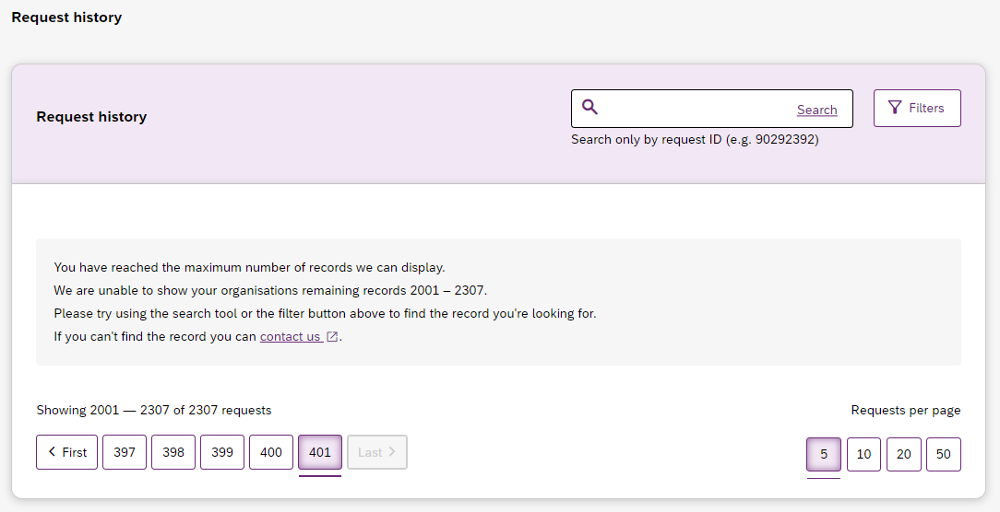 Request history
Request history
Search
Filters
Search only by request ID (e.g. 90292392)
You have reached the maximum number of records we can display.
We are unable to show your organisations remaining records 2001 – 2307.
Please try using the search tool or the filter button above to find the record you're looking for.
If you can't find the record you can contact us .
Showing 2001 — 2307 of 2307 requests
Requests per page
First 397 398 399 400 401 Last
5 10 20 50